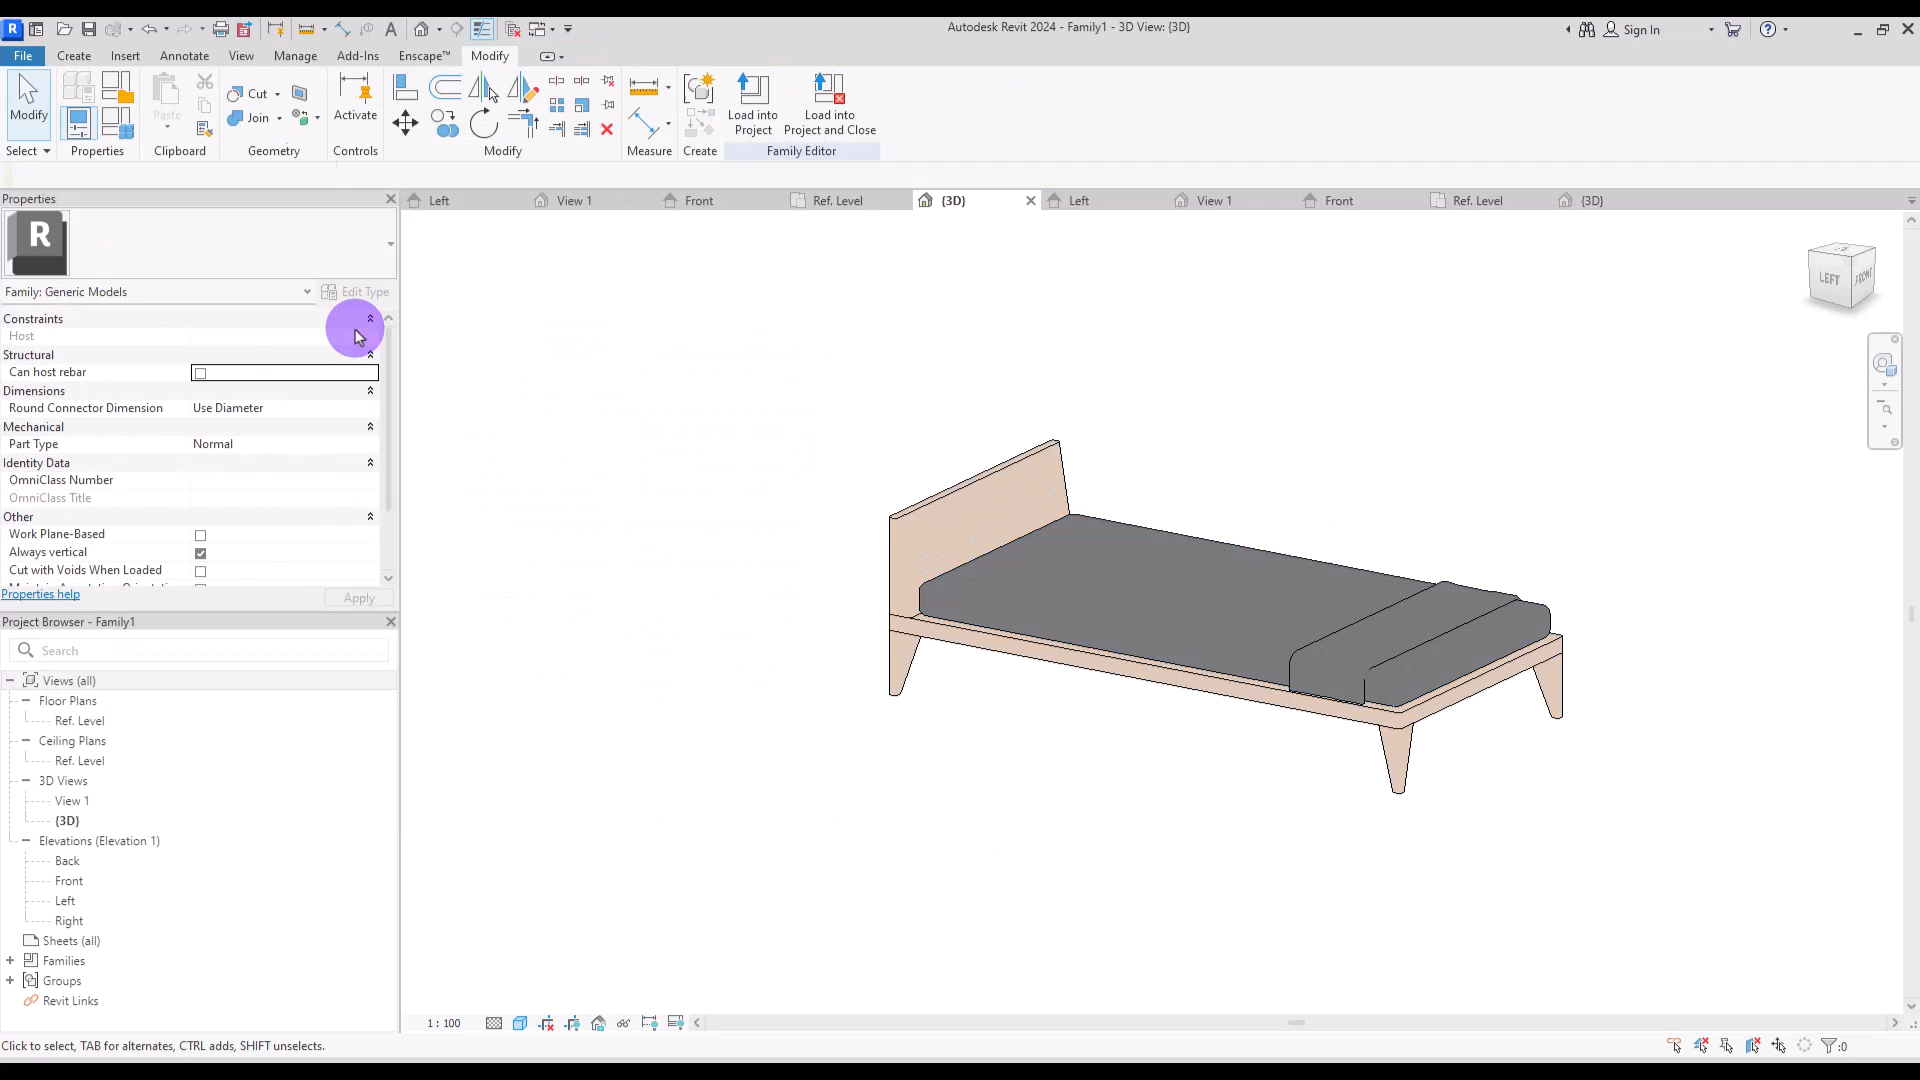 Autodesk Revit 2024 - Family1 - 3D View: {3D}
Sign In
File
Create
Insert
Annotate
View
Manage
Add-Ins
Enscape™
Modify
Modify
Paste
Cut
Join
Activate
Load into Project
Load into Project and Close
Select
Properties
Clipboard
Geometry
Controls
Modify
Measure
Create
Family Editor
Properties
Left
View 1
Front
Ref. Level
{3D}
Left
View 1
Front
Ref. Level
{3D}
R
Family: Generic Models
Edit Type
Constraints
Host
Structural
Can host rebar
Dimensions
Round Connector Dimension
Use Diameter
Mechanical
Part Type
Normal
Identity Data
OmniClass Number
OmniClass Title
Other
Work Plane-Based
Always vertical
Cut with Voids When Loaded
Properties help
Apply
Project Browser - Family1
Search
Views (all)
Floor Plans
Ref. Level
Ceiling Plans
Ref. Level
3D Views
View 1
{3D}
Elevations (Elevation 1)
Back
Front
Left
Right
Sheets (all)
Families
Groups
Revit Links
LEFT
FRONT
1 : 100
Click to select, TAB for alternates, CTRL adds, SHIFT unselects.
:0